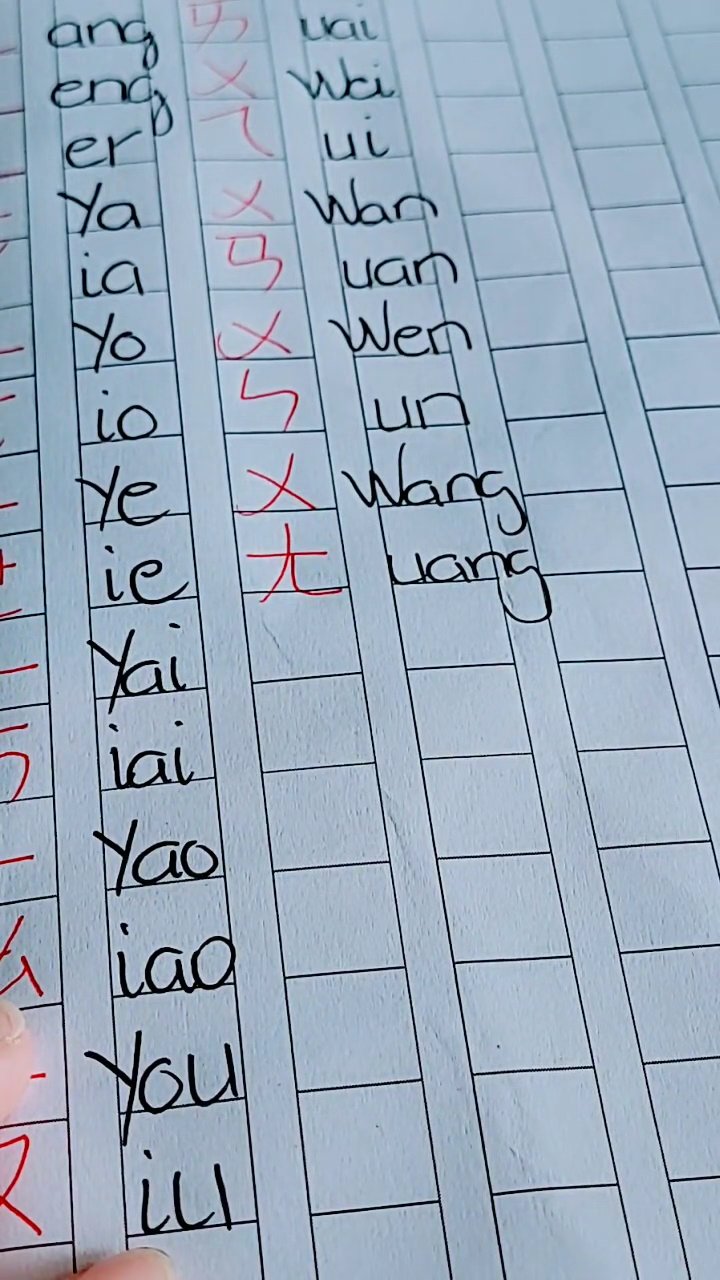 ang ㄞ uai
eng ㄨ Wei
er ㄟ ui
Ya ㄨ Wan
ia ㄢ uan
Yo ㄨ Wen
io ㄣ un
Ye ㄨ Wang
ie ㄤ uang
Yai
iai
Yao
iao
You
iu